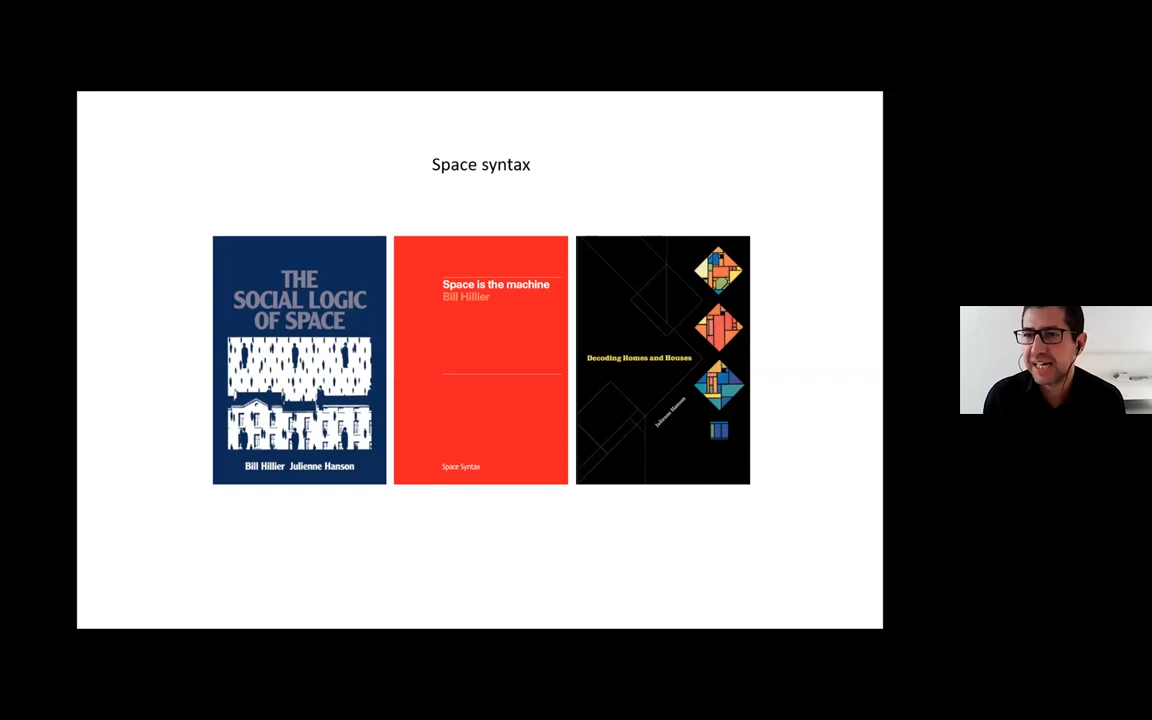 Space syntax
THE
SOCIAL LOGIC
OF SPACE
Bill Hillier Julienne Hanson
Space is the machine
Bill Hillier
Space Syntax
Decoding Homes and Houses
Julienne Hanson